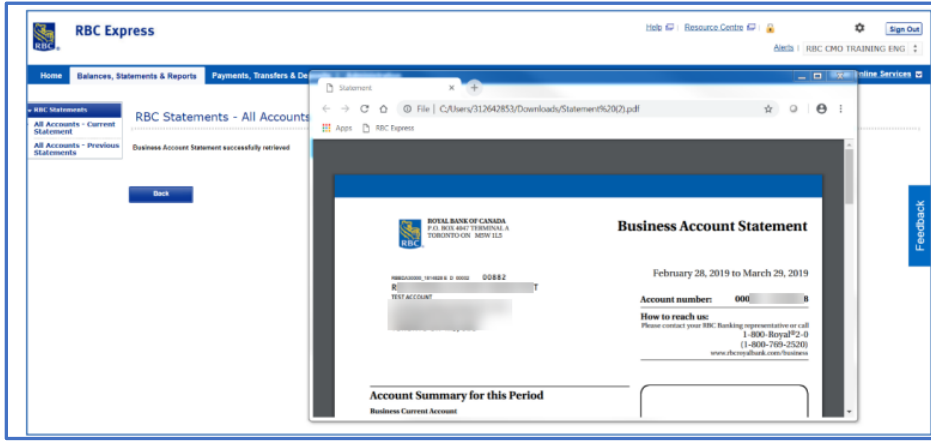 RBC
RBC Express
Help | Resource Centre |
Sign Out
Alerts | RBC CMO TRAINING ENG
Home Balances, Statements & Reports Payments, Transfers & De
nline Services
RBC Statements
All Accounts - Current
Statement
All Accounts - Previous
Statements
RBC Statements - All Accounts
Business Account Statement successfully retrieved
Back
Feedback
Statement
File | C:/Users/312642853/Downloads/Statement%20(2).pdf
Apps RBC Express
RBC
ROYAL BANK OF CANADA
P.O. BOX 4047 TERMINAL A
TORONTO ON M5W 1L5
Business Account Statement
00882
R T
TEST ACCOUNT
February 28, 2019 to March 29, 2019
Account number: 000 8
How to reach us:
Please contact your RBC Banking representative or call
1-800-Royal®2-0
(1-800-769-2520)
www.rbcroyalbank.com/business
Account Summary for this Period
Business Current Account